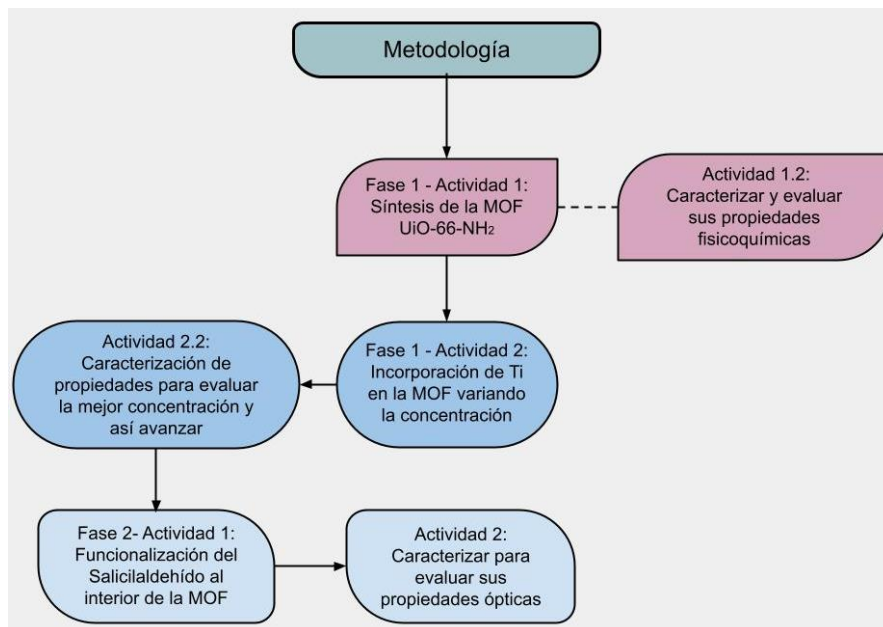 Metodología
Fase 1 - Actividad 1:
Síntesis de la MOF
UiO-66-NH₂
Actividad 1.2:
Caracterizar y evaluar
sus propiedades
fisicoquímicas
Actividad 2.2:
Caracterización de
propiedades para evaluar
la mejor concentración y
así avanzar
Fase 1 - Actividad 2:
Incorporación de Ti
en la MOF variando
la concentración
Fase 2- Actividad 1:
Funcionalización del
Salicilaldehído al
interior de la MOF
Actividad 2:
Caracterizar para
evaluar sus
propiedades ópticas